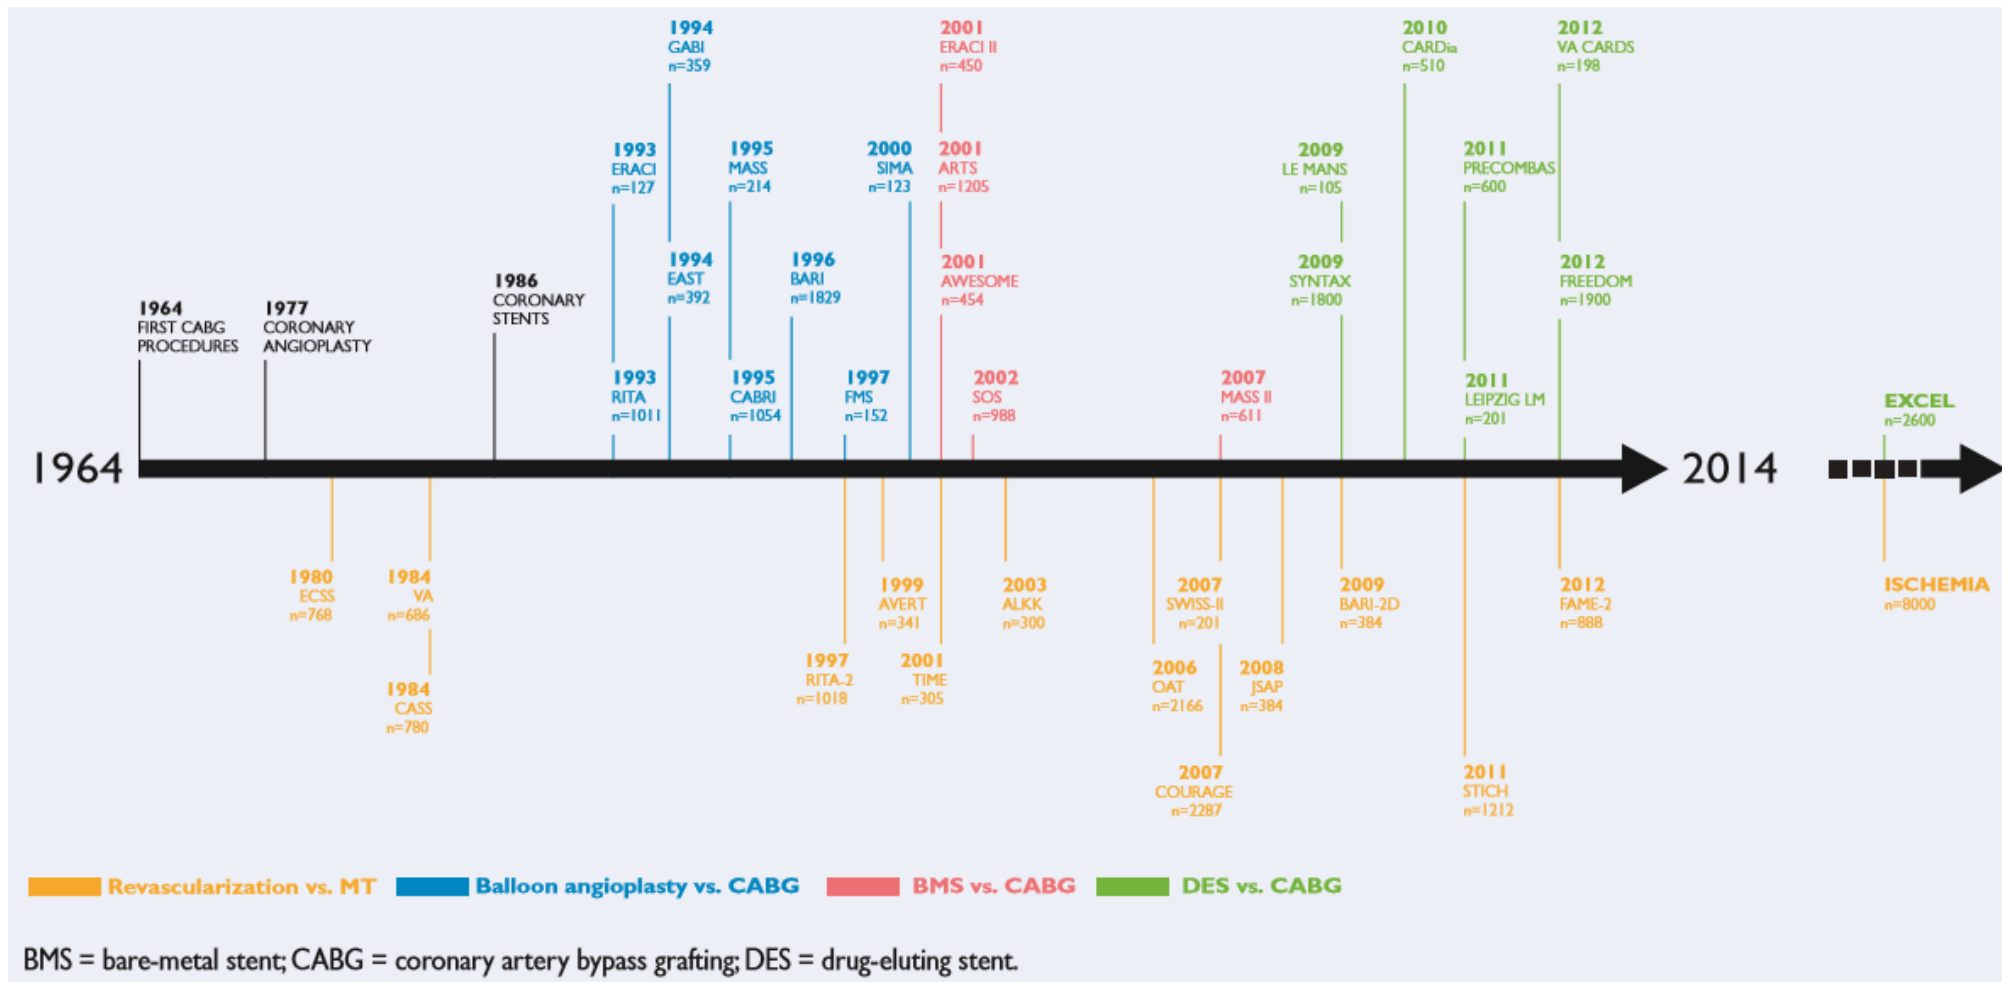 1994
GABI
n=359
2001
ERACI II
n=450
2010
CARDia
n=510
2012
VA CARDS
n=198
1993
ERACI
n=127
1995
MASS
n=214
2000
SIMA
n=123
2001
ARTS
n=1205
2009
LE MANS
n=105
2011
PRECOMBAS
n=600
1994
EAST
n=392
1996
BARI
n=1829
2001
AWESOME
n=454
2009
SYNTAX
n=1800
2012
FREEDOM
n=1900
1964
FIRST CABG
PROCEDURES
1977
CORONARY
ANGIOPLASTY
1986
CORONARY
STENTS
1993
RITA
n=1011
1995
CABRI
n=1054
1997
FMS
n=152
2002
SOS
n=988
2007
MASS II
n=611
2011
LEIPZIG LM
n=201
EXCEL
n=2600
1964
2014
1980
ECSS
n=768
1984
VA
n=686
1984
CASS
n=780
1997
RITA-2
n=1018
1999
AVERT
n=341
2001
TIME
n=305
2003
ALKK
n=300
2006
OAT
n=2166
2007
SWISS-II
n=201
2007
COURAGE
n=2287
2008
JSAP
n=384
2009
BARI-2D
n=384
2011
STICH
n=1212
2012
FAME-2
n=888
ISCHEMIA
n=8000
Revascularization vs. MT
Balloon angioplasty vs. CABG
BMS vs. CABG
DES vs. CABG
BMS = bare-metal stent; CABG = coronary artery bypass grafting; DES = drug-eluting stent.